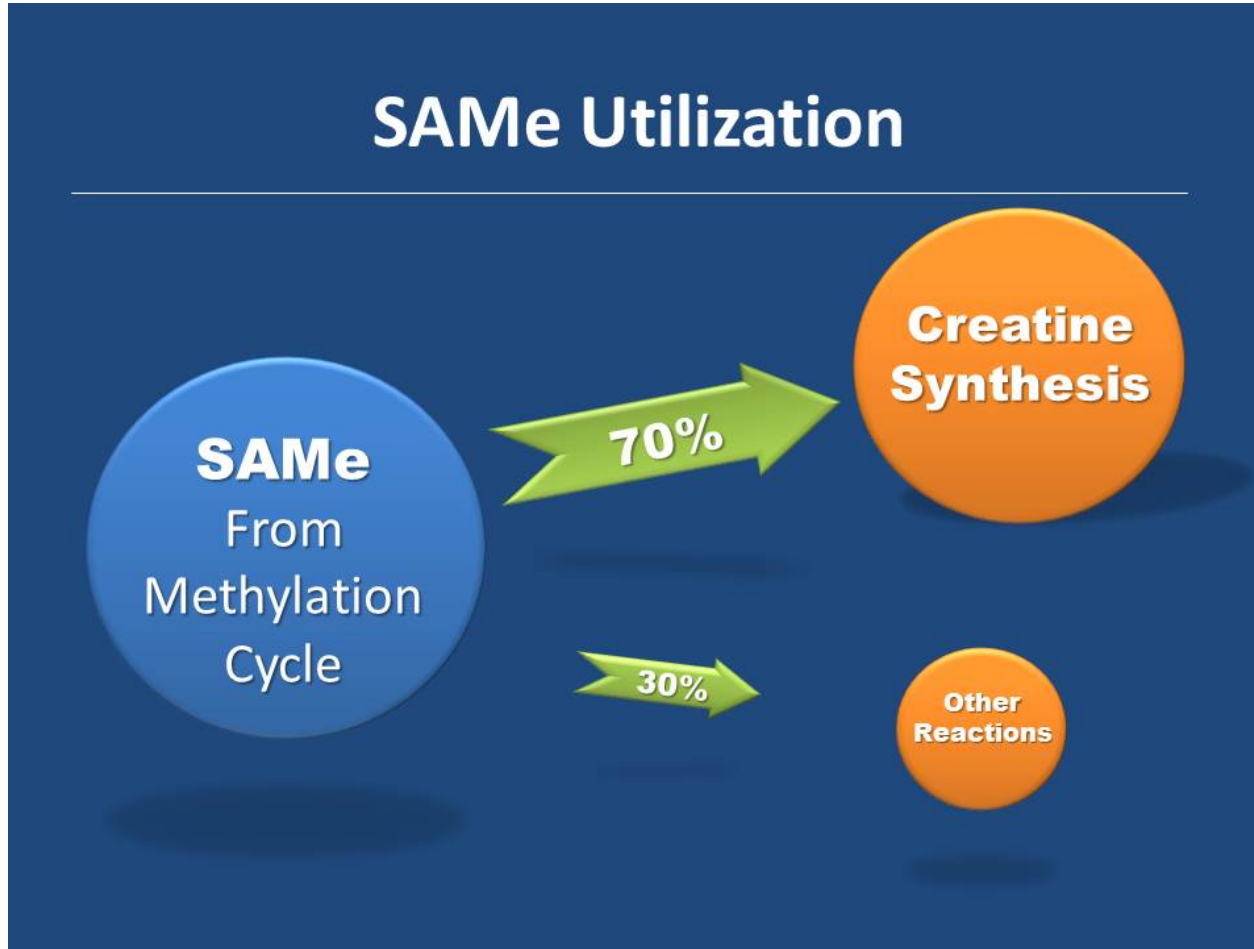 SAMe Utilization
SAMe
From
Methylation
Cycle
70%
Creatine
Synthesis
30%
Other
Reactions